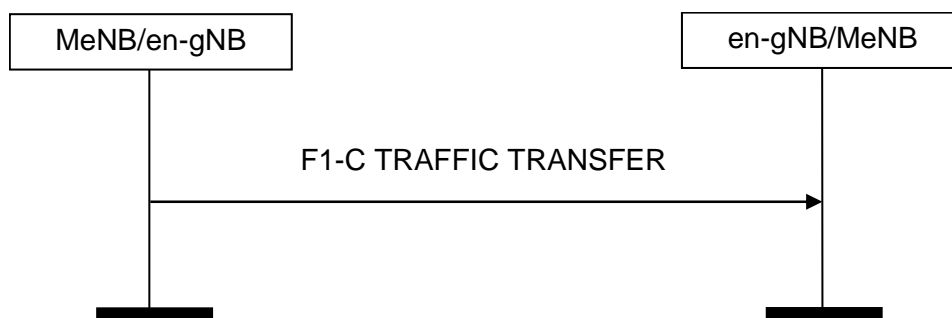 MeNB/en-gNB
en-gNB/MeNB
F1-C TRAFFIC TRANSFER